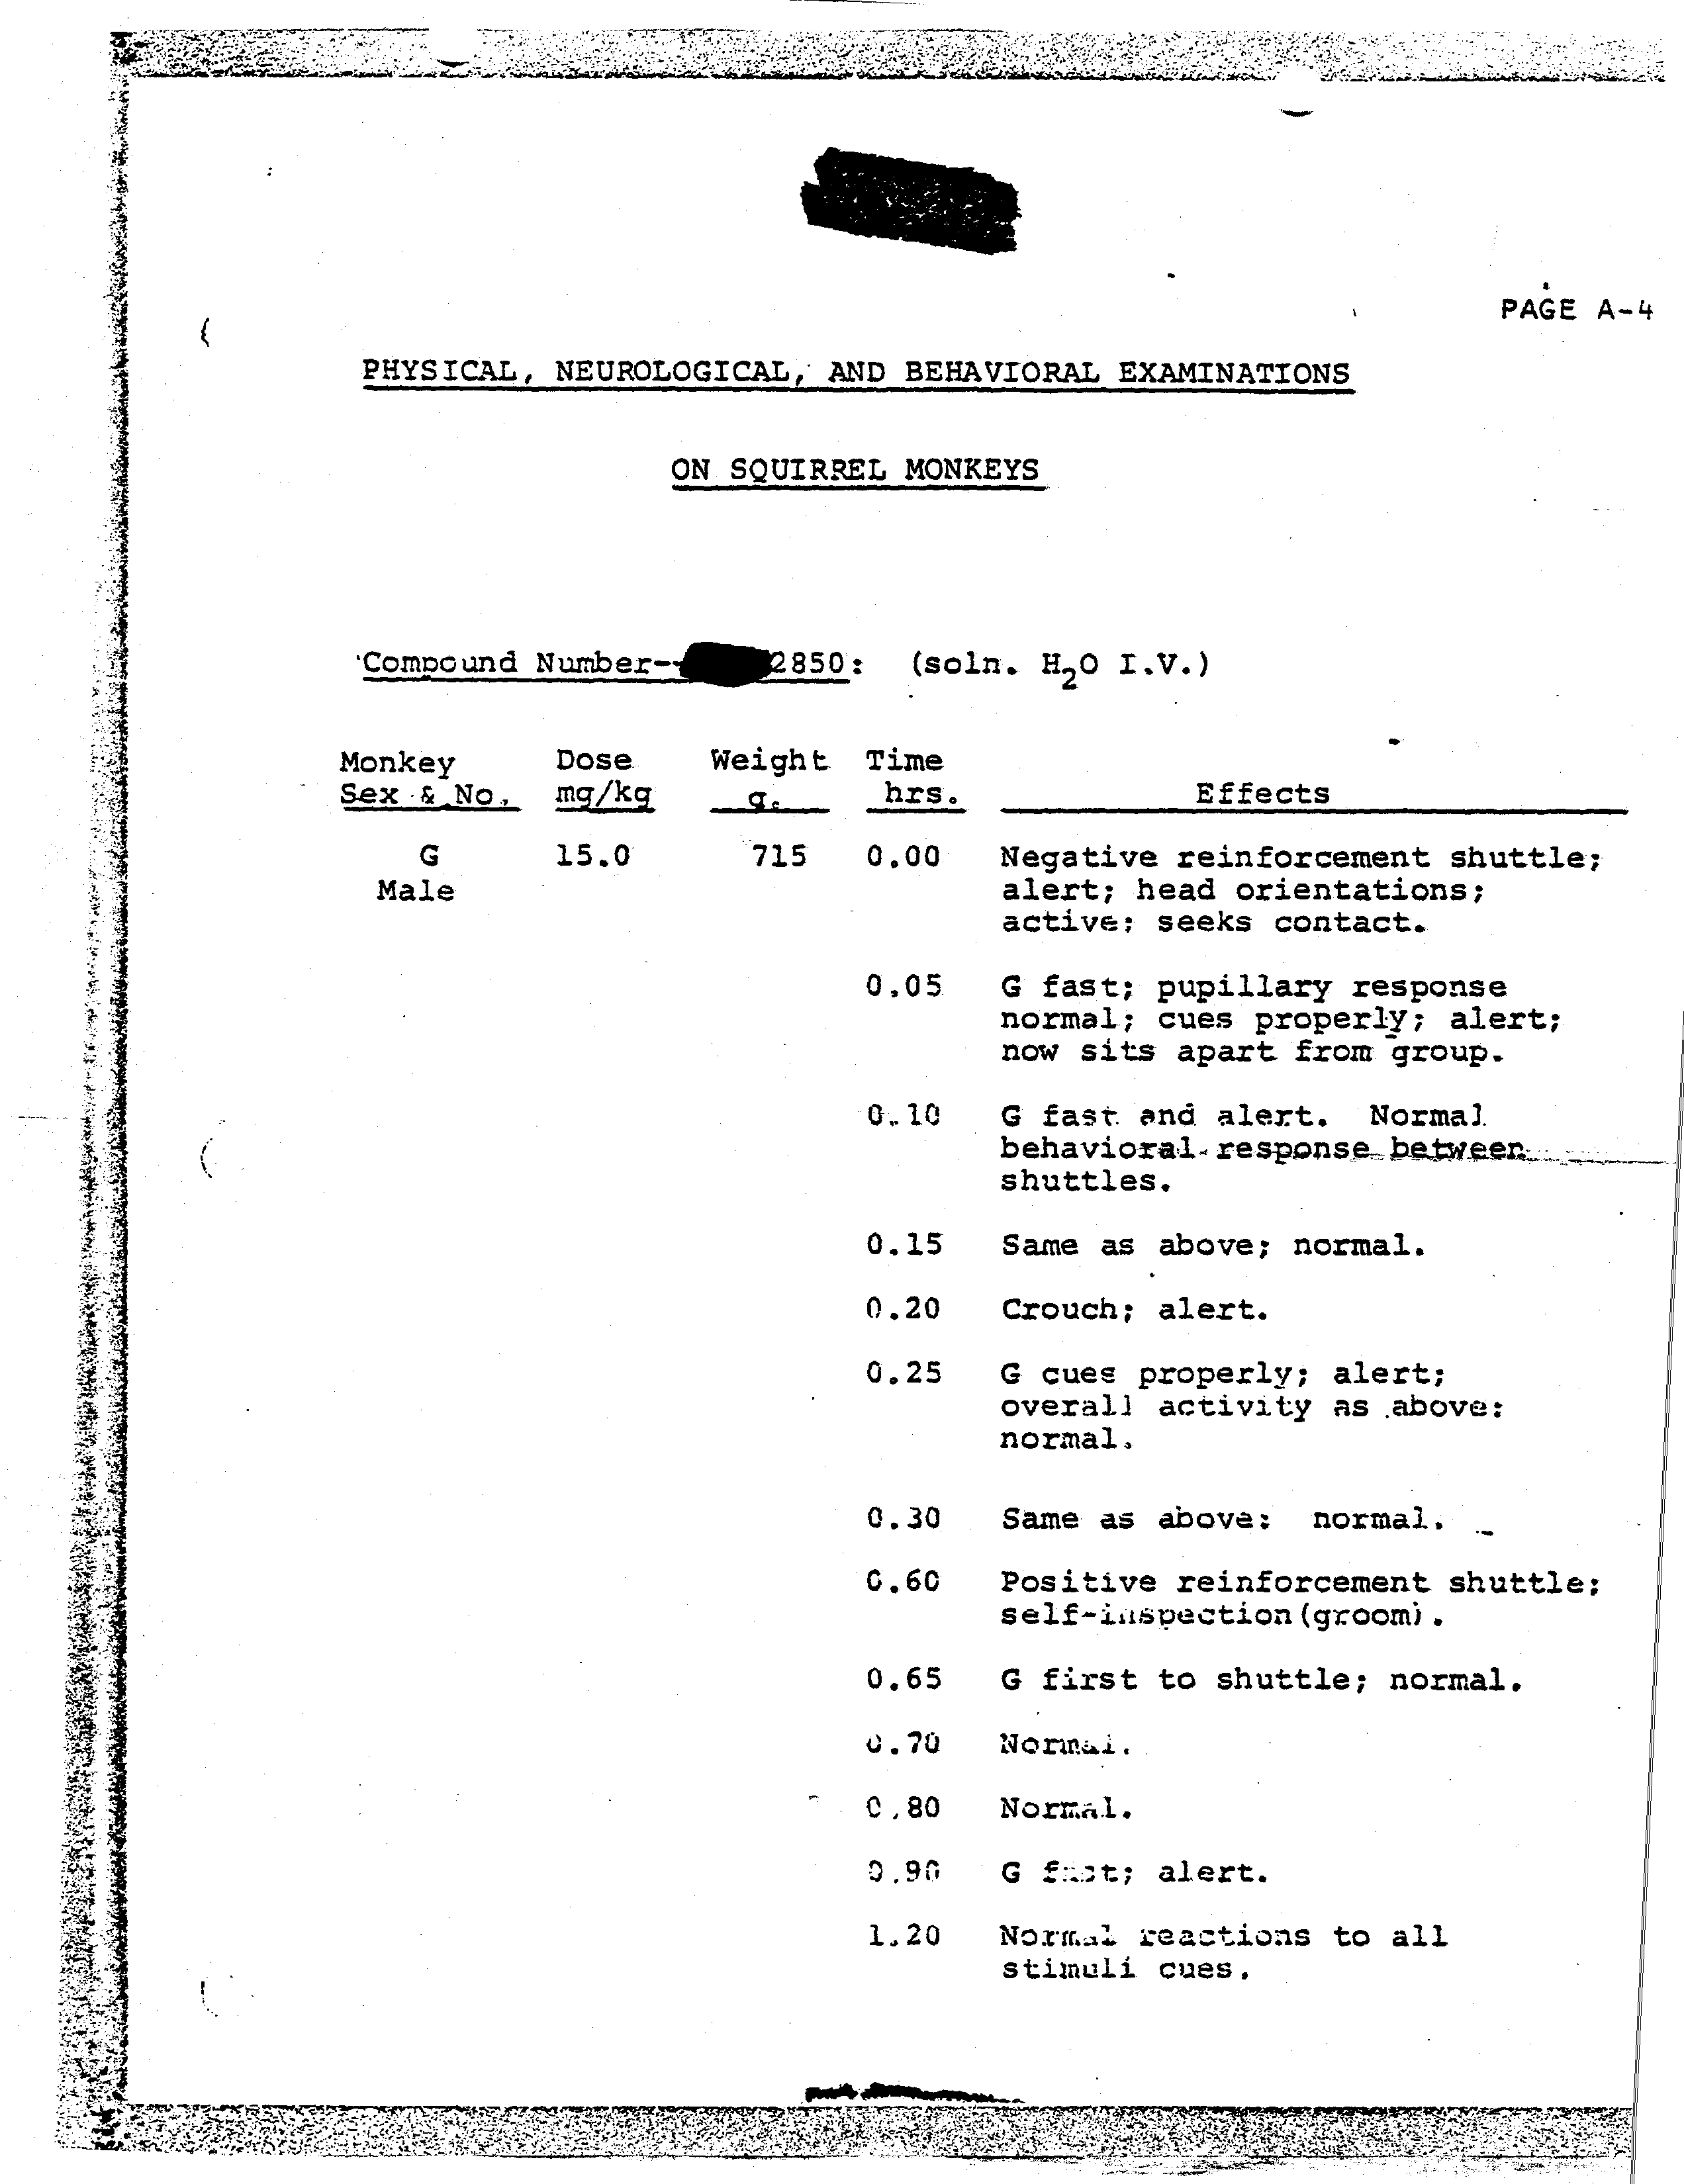 PAGE A-4
PHYSICAL, NEUROLOGICAL, AND BEHAVIORAL EXAMINATIONS
ON SQUIRREL MONKEYS
Compound Number-- 2850: (soln. H2O I.V.)
Monkey Dose Weight Time
Sex & No. mg/kg g. hrs. Effects
G 15.0 715 0.00 Negative reinforcement shuttle;
Male alert; head orientations;
active; seeks contact.
0.05 G fast; pupillary response
normal; cues properly; alert;
now sits apart from group.
0.10 G fast and alert. Normal
behavioral response between
shuttles.
0.15 Same as above; normal.
0.20 Crouch; alert.
0.25 G cues properly; alert;
overall activity as above:
normal.
0.30 Same as above: normal.
0.60 Positive reinforcement shuttle;
self-inspection(groom).
0.65 G first to shuttle; normal.
0.70 Normal.
0.80 Normal.
0.90 G fast; alert.
1.20 Normal reactions to all
stimuli cues.